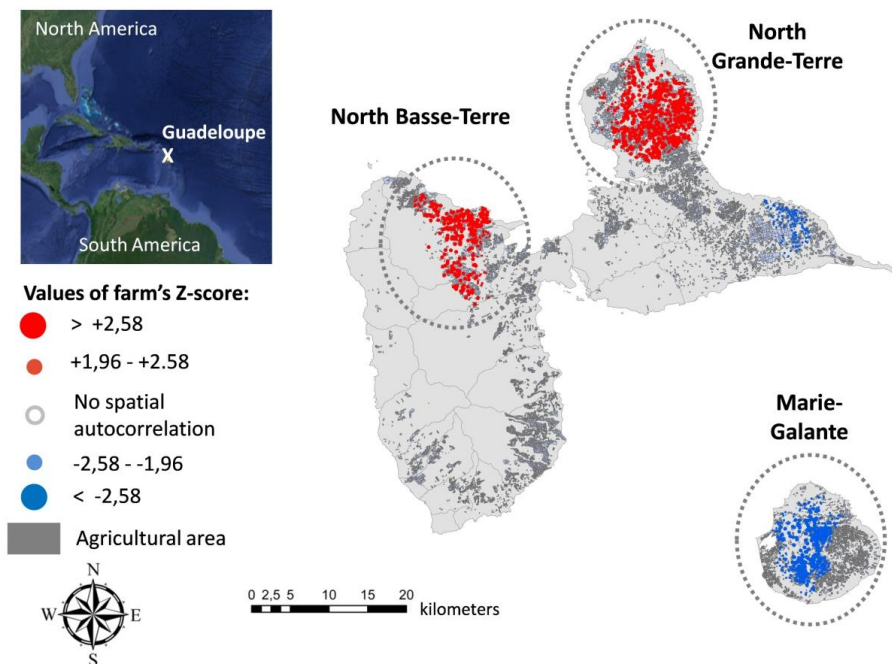 North America
Guadeloupe
X
South America
North Basse-Terre
North
Grande-Terre
Marie-
Galante
Values of farm's Z-score:
> +2,58
+1,96 - +2.58
No spatial
autocorrelation
-2,58 - -1,96
< -2,58
Agricultural area
N
W E
S
0 2,5 5 10 15 20
kilometers